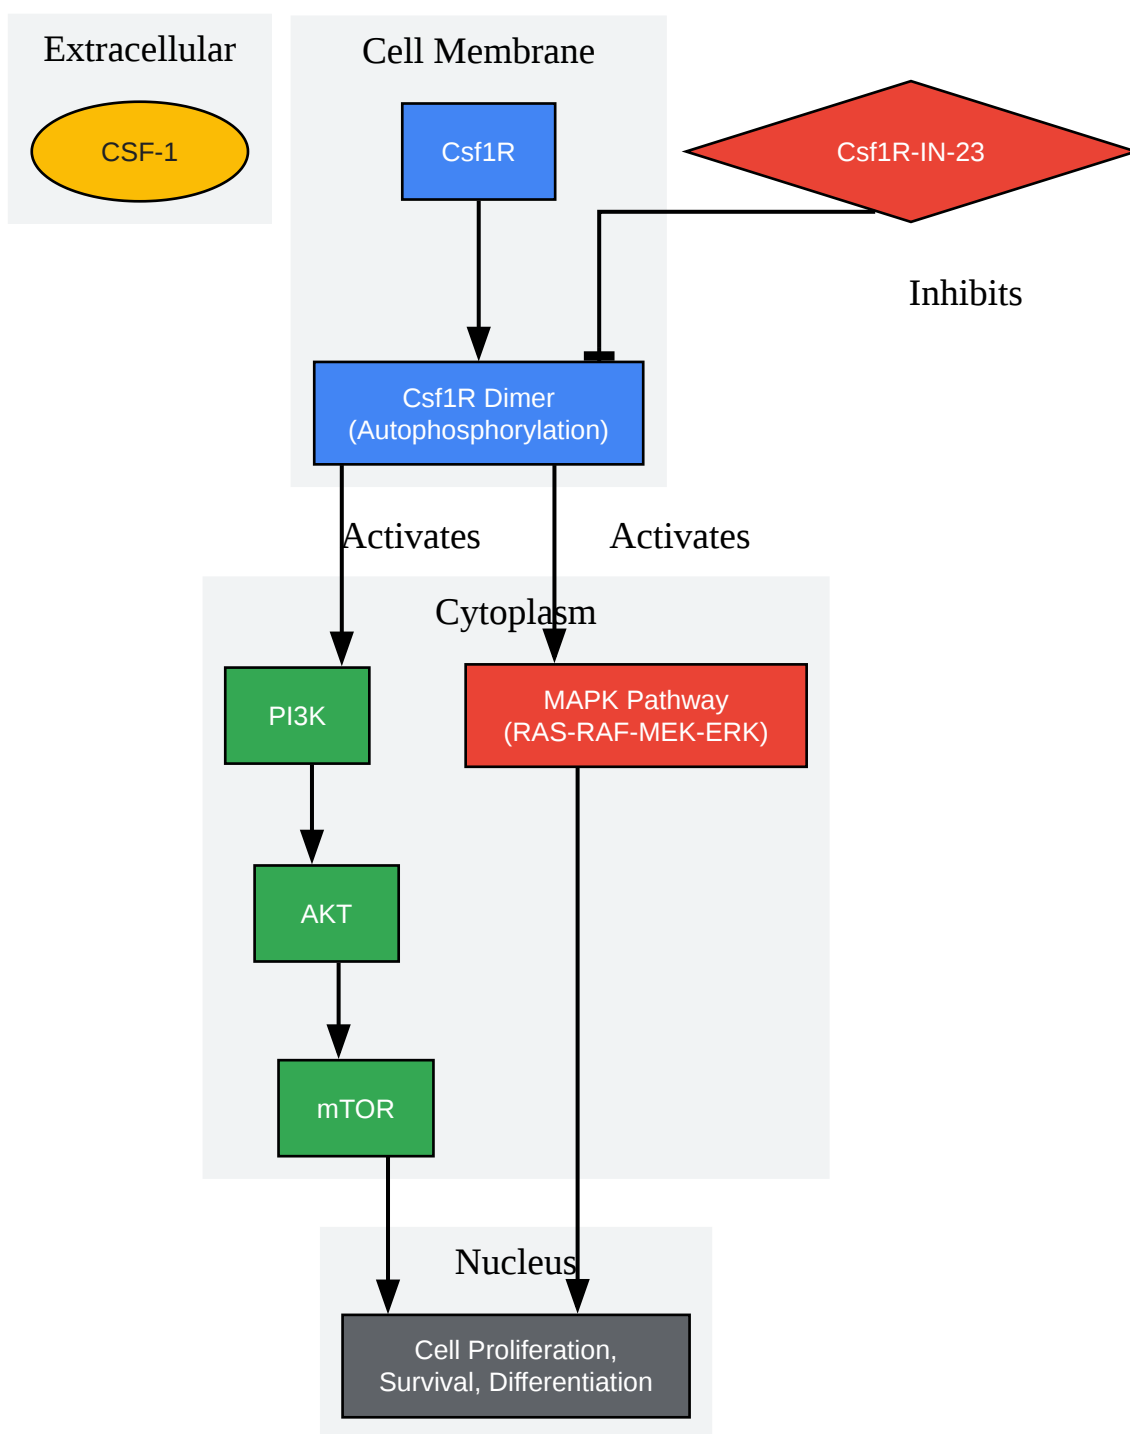 Extracellular
CSF-1
Cell Membrane
Csf1R
Csf1R-IN-23
Inhibits
Csf1R Dimer
(Autophosphorylation)
Activates
Activates
Cytoplasm
PI3K
MAPK Pathway
(RAS-RAF-MEK-ERK)
AKT
mTOR
Nucleus
Cell Proliferation,
Survival, Differentiation